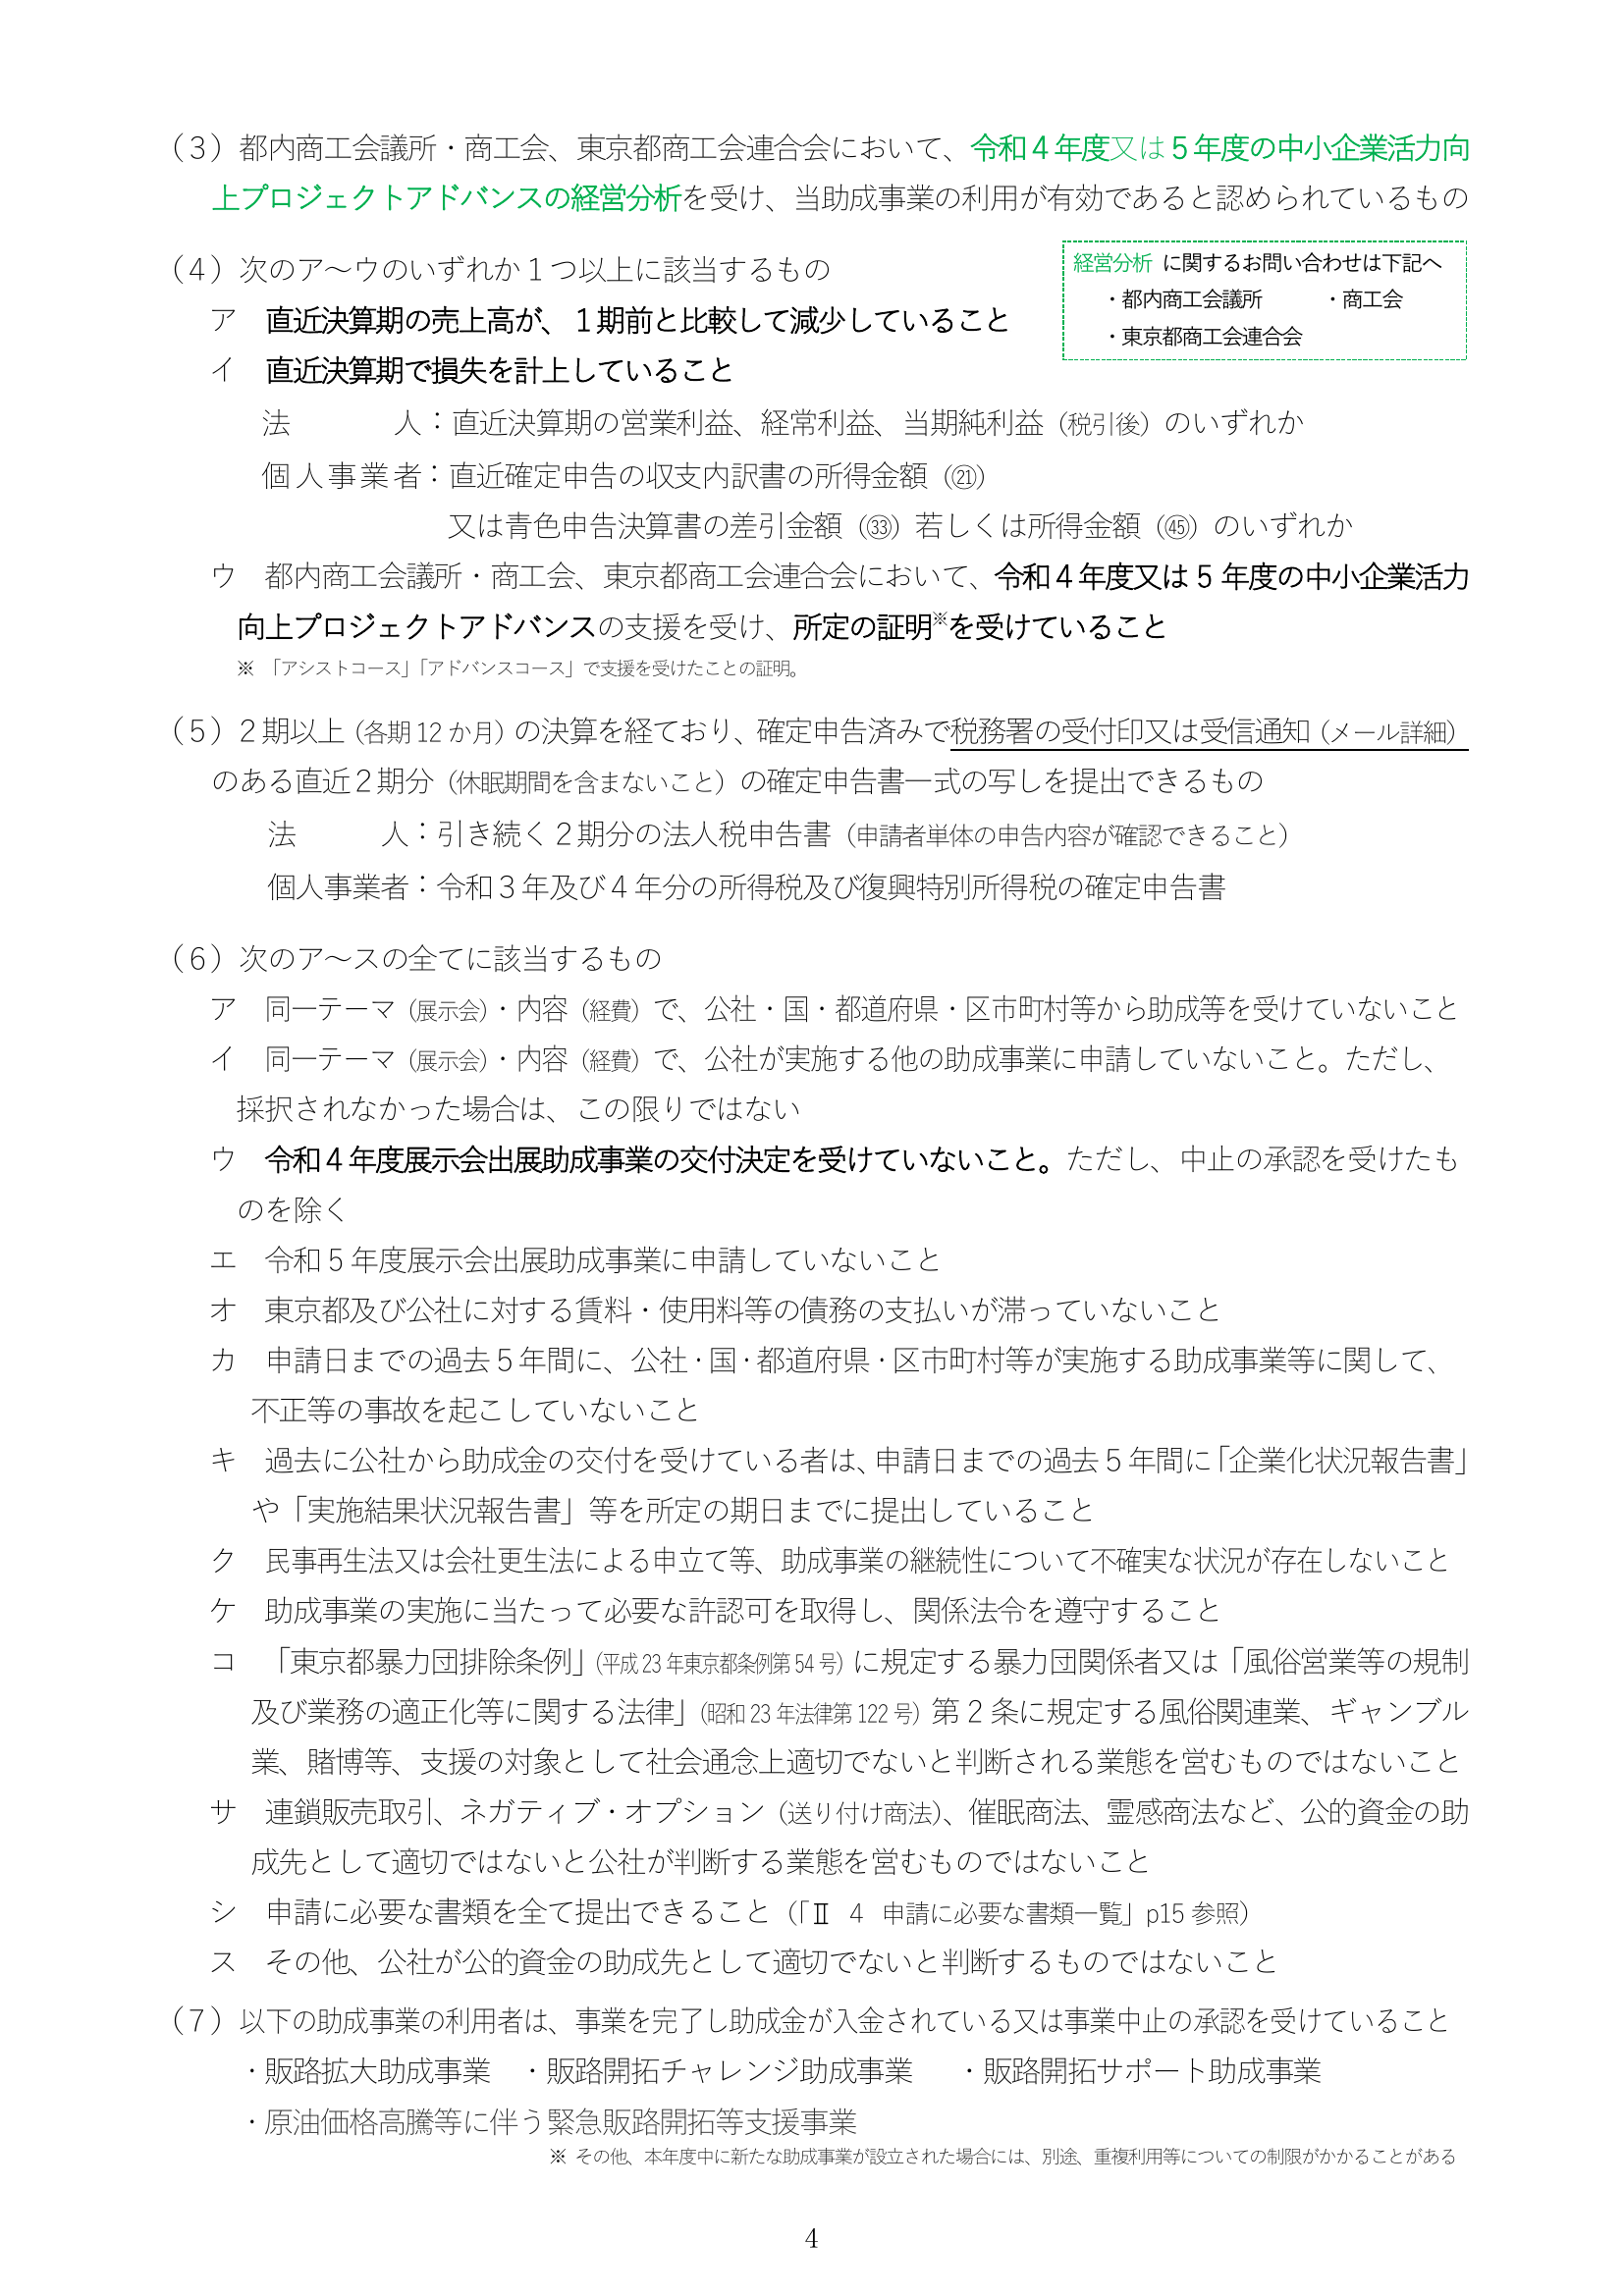 （３）都内商工会議所・商工会、東京都商工会連合会において、令和４年度又は５年度の中小企業活力向
上プロジェクトアドバンスの経営分析を受け、当助成事業の利用が有効であると認められているもの
（４）次のア～ウのいずれか１つ以上に該当するもの
経営分析 に関するお問い合わせは下記へ
・都内商工会議所　　・商工会
・東京都商工会連合会
ア　直近決算期の売上高が、１期前と比較して減少していること
イ　直近決算期で損失を計上していること
法　　　人：直近決算期の営業利益、経常利益、当期純利益（税引後）のいずれか
個人事業者：直近確定申告の収支内訳書の所得金額（㉑）
又は青色申告決算書の差引金額（㉝）若しくは所得金額（㊺）のいずれか
ウ　都内商工会議所・商工会、東京都商工会連合会において、令和４年度又は５年度の中小企業活力
向上プロジェクトアドバンスの支援を受け、所定の証明※を受けていること
※「アシストコース」「アドバンスコース」で支援を受けたことの証明。
（５）２期以上（各期12か月）の決算を経ており、確定申告済みで税務署の受付印又は受信通知（メール詳細）
のある直近２期分（休眠期間を含まないこと）の確定申告書一式の写しを提出できるもの
法　　　人：引き続く２期分の法人税申告書（申請者単体の申告内容が確認できること）
個人事業者：令和３年及び４年分の所得税及び復興特別所得税の確定申告書
（６）次のア～スの全てに該当するもの
ア　同一テーマ（展示会）・内容（経費）で、公社・国・都道府県・区市町村等から助成等を受けていないこと
イ　同一テーマ（展示会）・内容（経費）で、公社が実施する他の助成事業に申請していないこと。ただし、
採択されなかった場合は、この限りではない
ウ　令和４年度展示会出展助成事業の交付決定を受けていないこと。ただし、中止の承認を受けたも
のを除く
エ　令和５年度展示会出展助成事業に申請していないこと
オ　東京都及び公社に対する賃料・使用料等の債務の支払いが滞っていないこと
カ　申請日までの過去５年間に、公社・国・都道府県・区市町村等が実施する助成事業等に関して、
不正等の事故を起こしていないこと
キ　過去に公社から助成金の交付を受けている者は、申請日までの過去５年間に「企業化状況報告書」
や「実施結果状況報告書」等を所定の期日までに提出していること
ク　民事再生法又は会社更生法による申立て等、助成事業の継続性について不確実な状況が存在しないこと
ケ　助成事業の実施に当たって必要な許認可を取得し、関係法令を遵守すること
コ　「東京都暴力団排除条例」（平成23年東京都条例第54号）に規定する暴力団関係者又は「風俗営業等の規制
及び業務の適正化等に関する法律」（昭和23年法律第122号）第２条に規定する風俗関連業、ギャンブル
業、賭博等、支援の対象として社会通念上適切でないと判断される業態を営むものではないこと
サ　連鎖販売取引、ネガティブ・オプション（送り付け商法）、催眠商法、霊感商法など、公的資金の助
成先として適切ではないと公社が判断する業態を営むものではないこと
シ　申請に必要な書類を全て提出できること（「Ⅱ　4　申請に必要な書類一覧」p15参照）
ス　その他、公社が公的資金の助成先として適切でないと判断するものではないこと
（７）以下の助成事業の利用者は、事業を完了し助成金が入金されている又は事業中止の承認を受けていること
・販路拡大助成事業　・販路開拓チャレンジ助成事業　・販路開拓サポート助成事業
・原油価格高騰等に伴う緊急販路開拓等支援事業
※ その他、本年度中に新たな助成事業が設立された場合には、別途、重複利用等についての制限がかかることがある
4